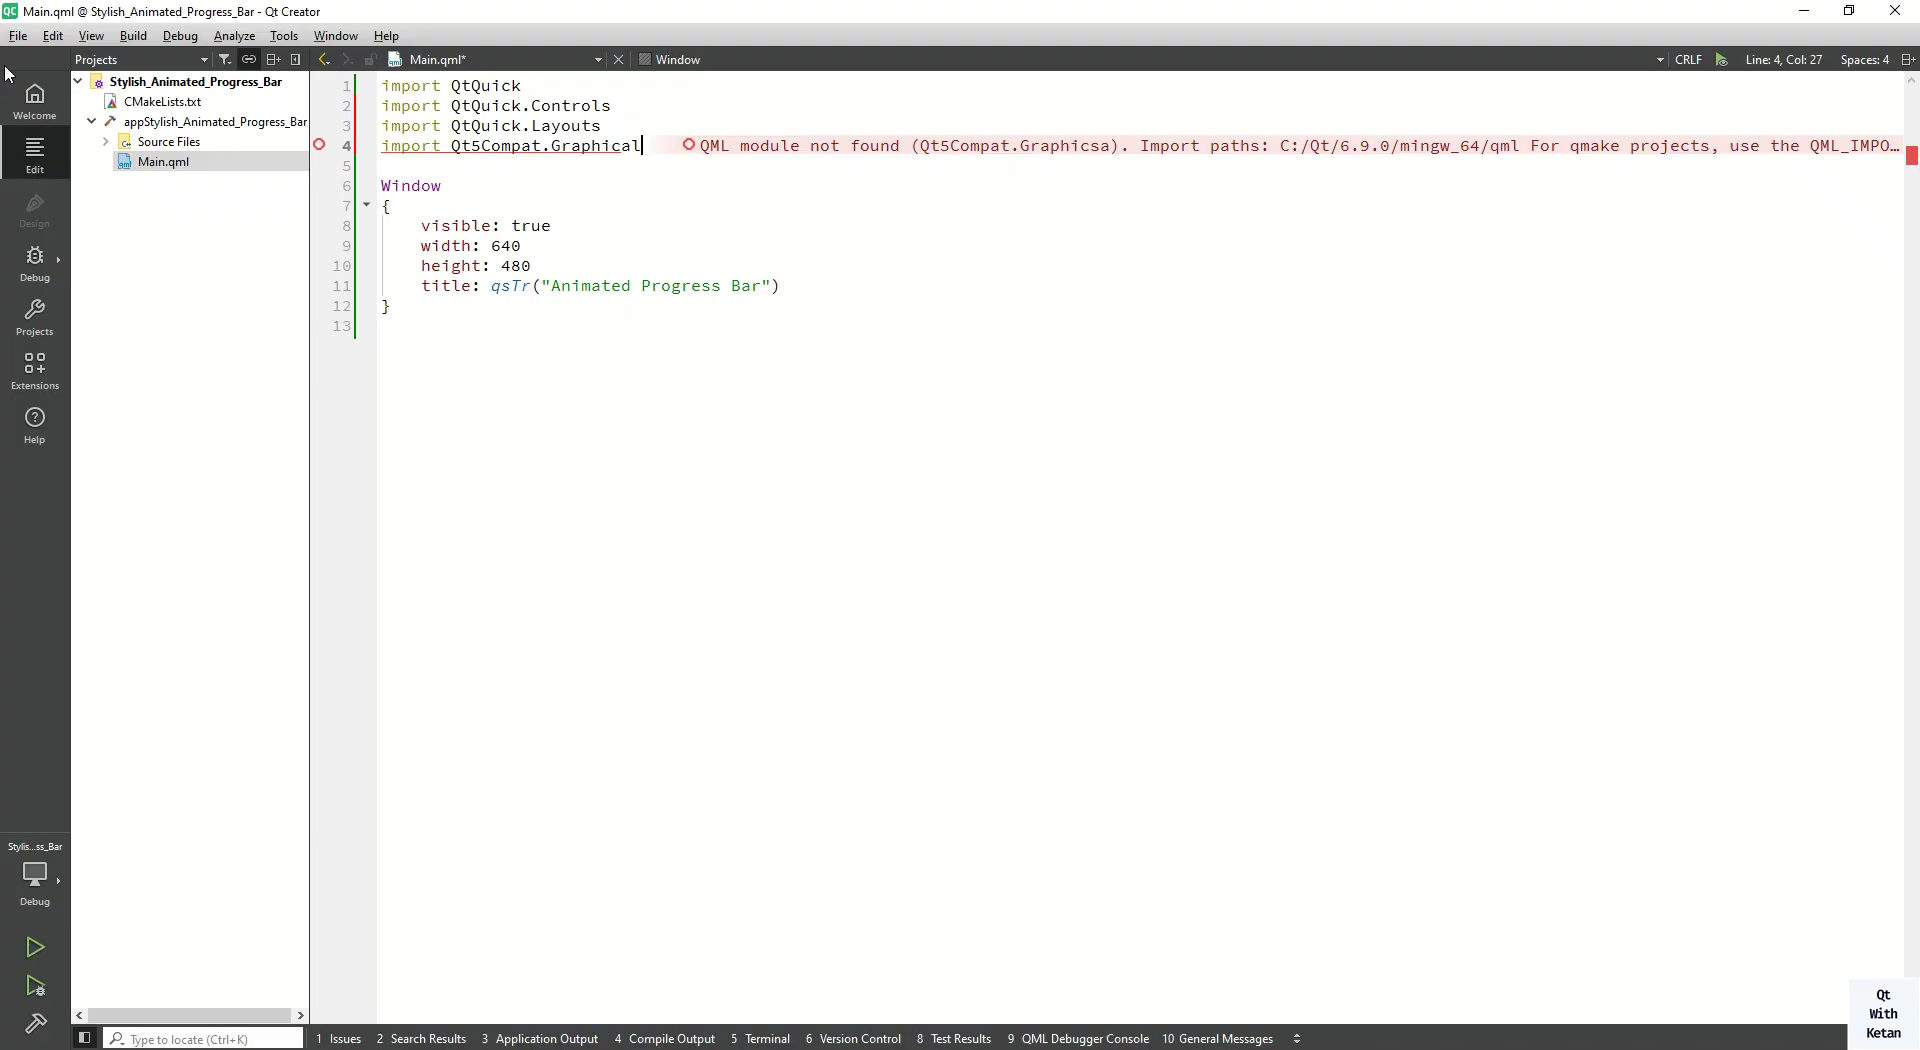 Main.qml @ Stylish_Animated_Progress_Bar - Qt Creator
File Edit View Build Debug Analyze Tools Window Help
Projects Main.qml* Window CRLF Line: 4, Col: 27 Spaces: 4
Welcome
Edit
Design
Debug
Projects
Extensions
Help
Stylis...ss_Bar
Debug
Stylish_Animated_Progress_Bar
CMakeLists.txt
appStylish_Animated_Progress_Bar
Source Files
Main.qml
1 import QtQuick
2 import QtQuick.Controls
3 import QtQuick.Layouts
4 import Qt5Compat.Graphical QML module not found (Qt5Compat.Graphicsa). Import paths: C:/Qt/6.9.0/mingw_64/qml For qmake projects, use the QML_IMPO…
5
6 Window
7 {
8 visible: true
9 width: 640
10 height: 480
11 title: qsTr("Animated Progress Bar")
12 }
13
Qt
With
Ketan
Type to locate (Ctrl+K) 1 Issues 2 Search Results 3 Application Output 4 Compile Output 5 Terminal 6 Version Control 8 Test Results 9 QML Debugger Console 10 General Messages